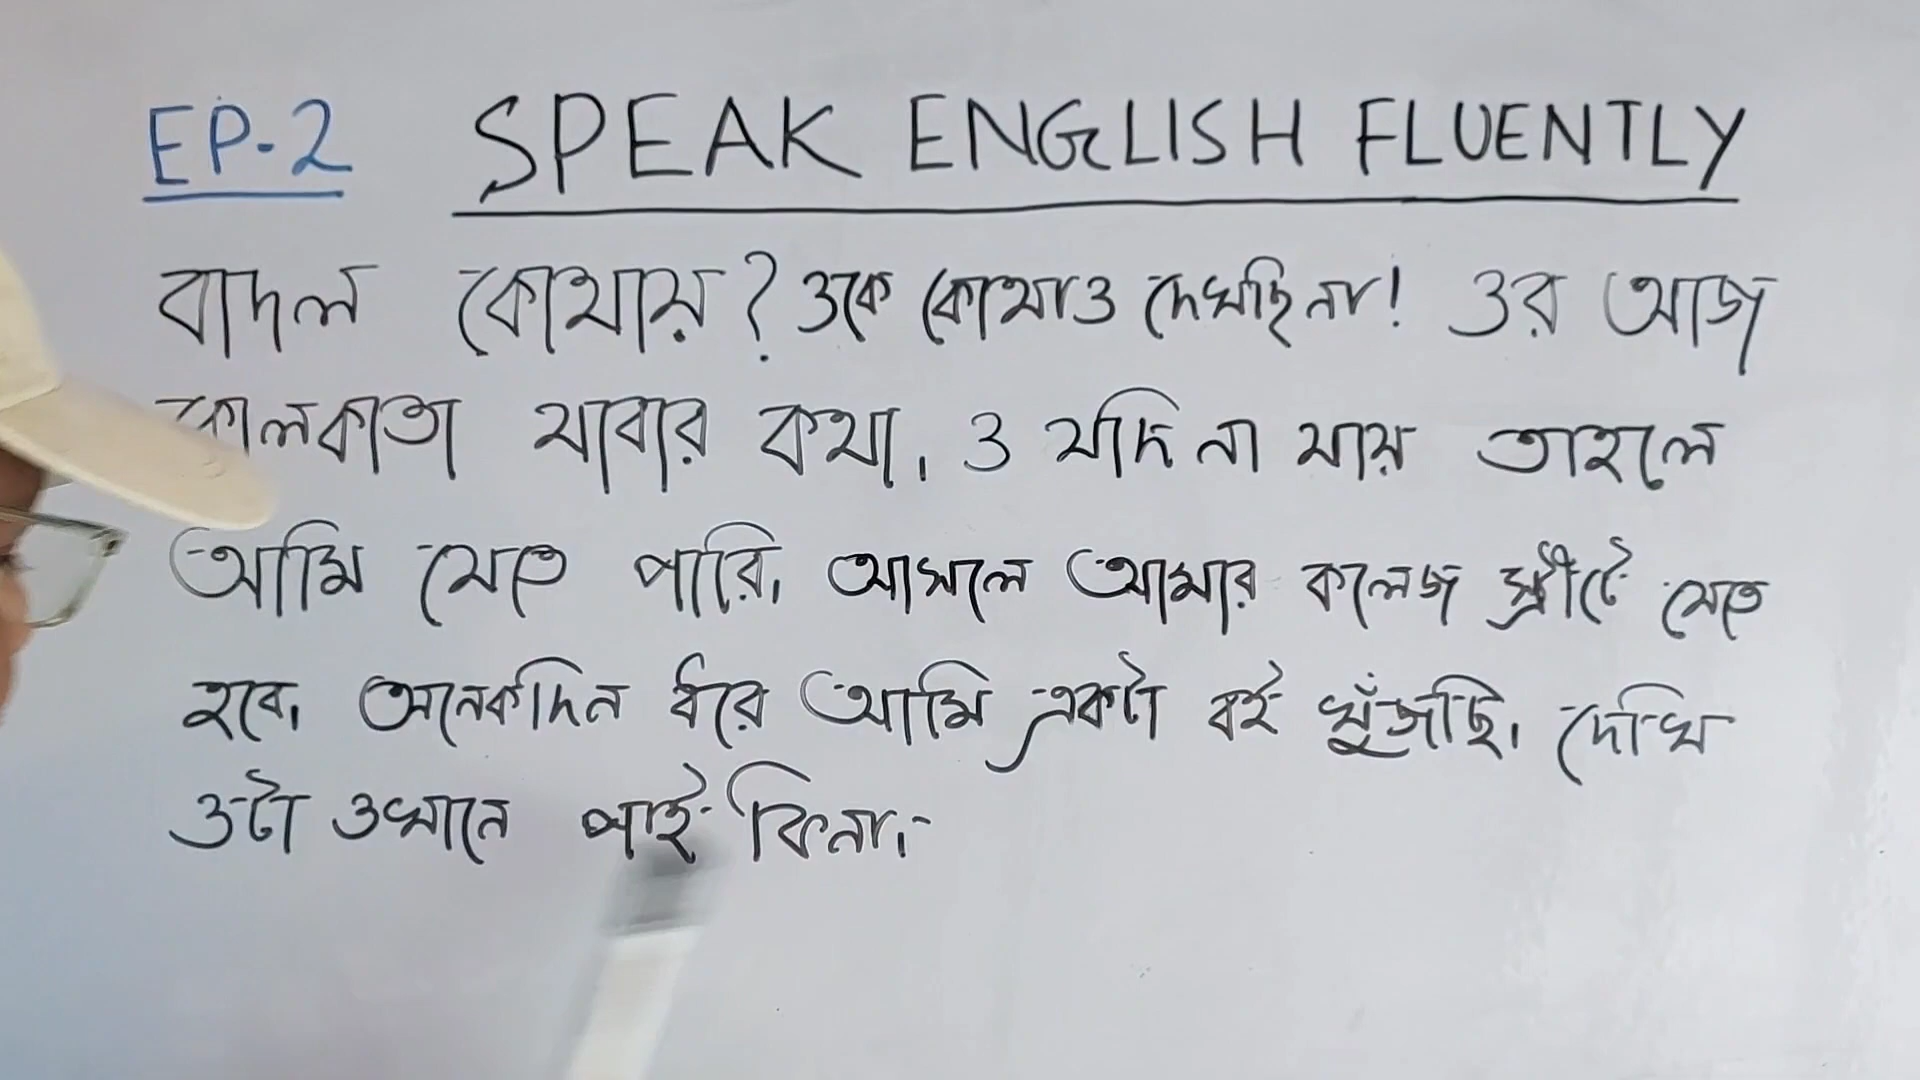 EP-2 SPEAK ENGLISH FLUENTLY
বাদল কোথায়? ওকে কোথাও দেখছি না! ওর আজ
কোলকাতা যাবার কথা। ও যদি না যায় তাহলে
আমি যেতে পারি। আসলে আমার কলেজ স্ট্রীটে যেতে
হবে। অনেকদিন ধরে আমি একটা বই খুঁজছি। দেখি
ওটা ওখানে পাই কিনা।